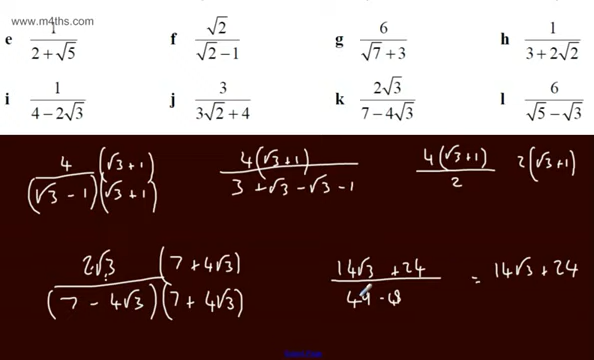 www.m4ths.com
e 1/(2 + √5) f √2/(√2 − 1) g 6/(√7 + 3) h 1/(3 + 2√2)
i 1/(4 − 2√3) j 3/(3√2 + 4) k 2√3/(7 − 4√3) l 6/(√5 − √3)
4 (√3 + 1)/(√3 − 1)(√3 + 1) 4(√3 + 1)/(3 + √3 − √3 − 1) 4(√3 + 1)/2 2(√3 + 1)
2√3 (7 + 4√3)/(7 − 4√3)(7 + 4√3) (14√3 + 24)/(49 − 48) = 14√3 + 24